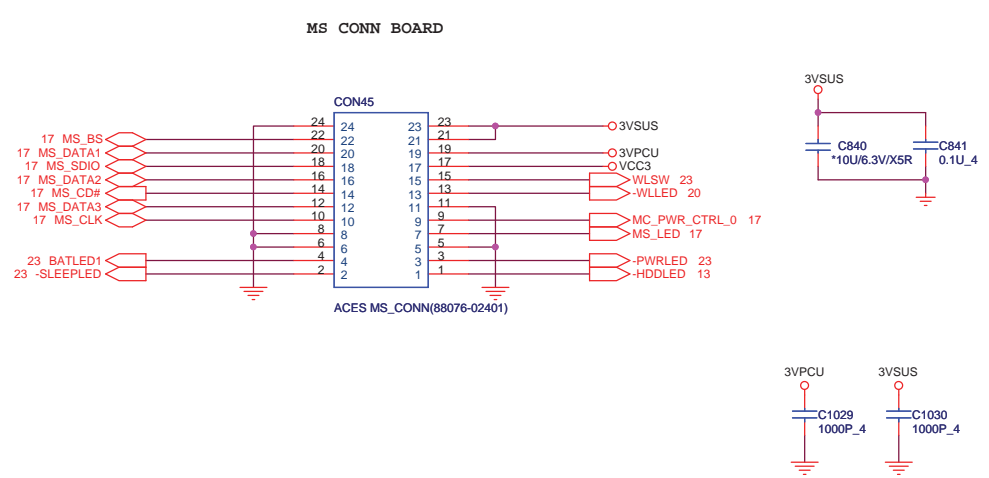 MS CONN BOARD
3VSUS
CON45
24 24 23 23 3VSUS
22 22 21 21
17 MS_BS
17 MS_DATA1 20 20 19 19 3VPCU
17 MS_SDIO 18 18 17 17 VCC3
17 MS_DATA2 16 16 15 15 WLSW 23
17 MS_CD# 14 14 13 13 -WLLED 20
17 MS_DATA3 12 12 11 11
17 MS_CLK 10 10 9 9 MC_PWR_CTRL_0 17
8 8 7 7 MS_LED 17
6 6 5 5
23 BATLED1 4 4 3 3 -PWRLED 23
23 -SLEEPLED 2 2 1 1 -HDDLED 13
ACES MS_CONN(88076-02401)
C840
*10U/6.3V/X5R
C841
0.1U_4
3VPCU
3VSUS
C1029
1000P_4
C1030
1000P_4